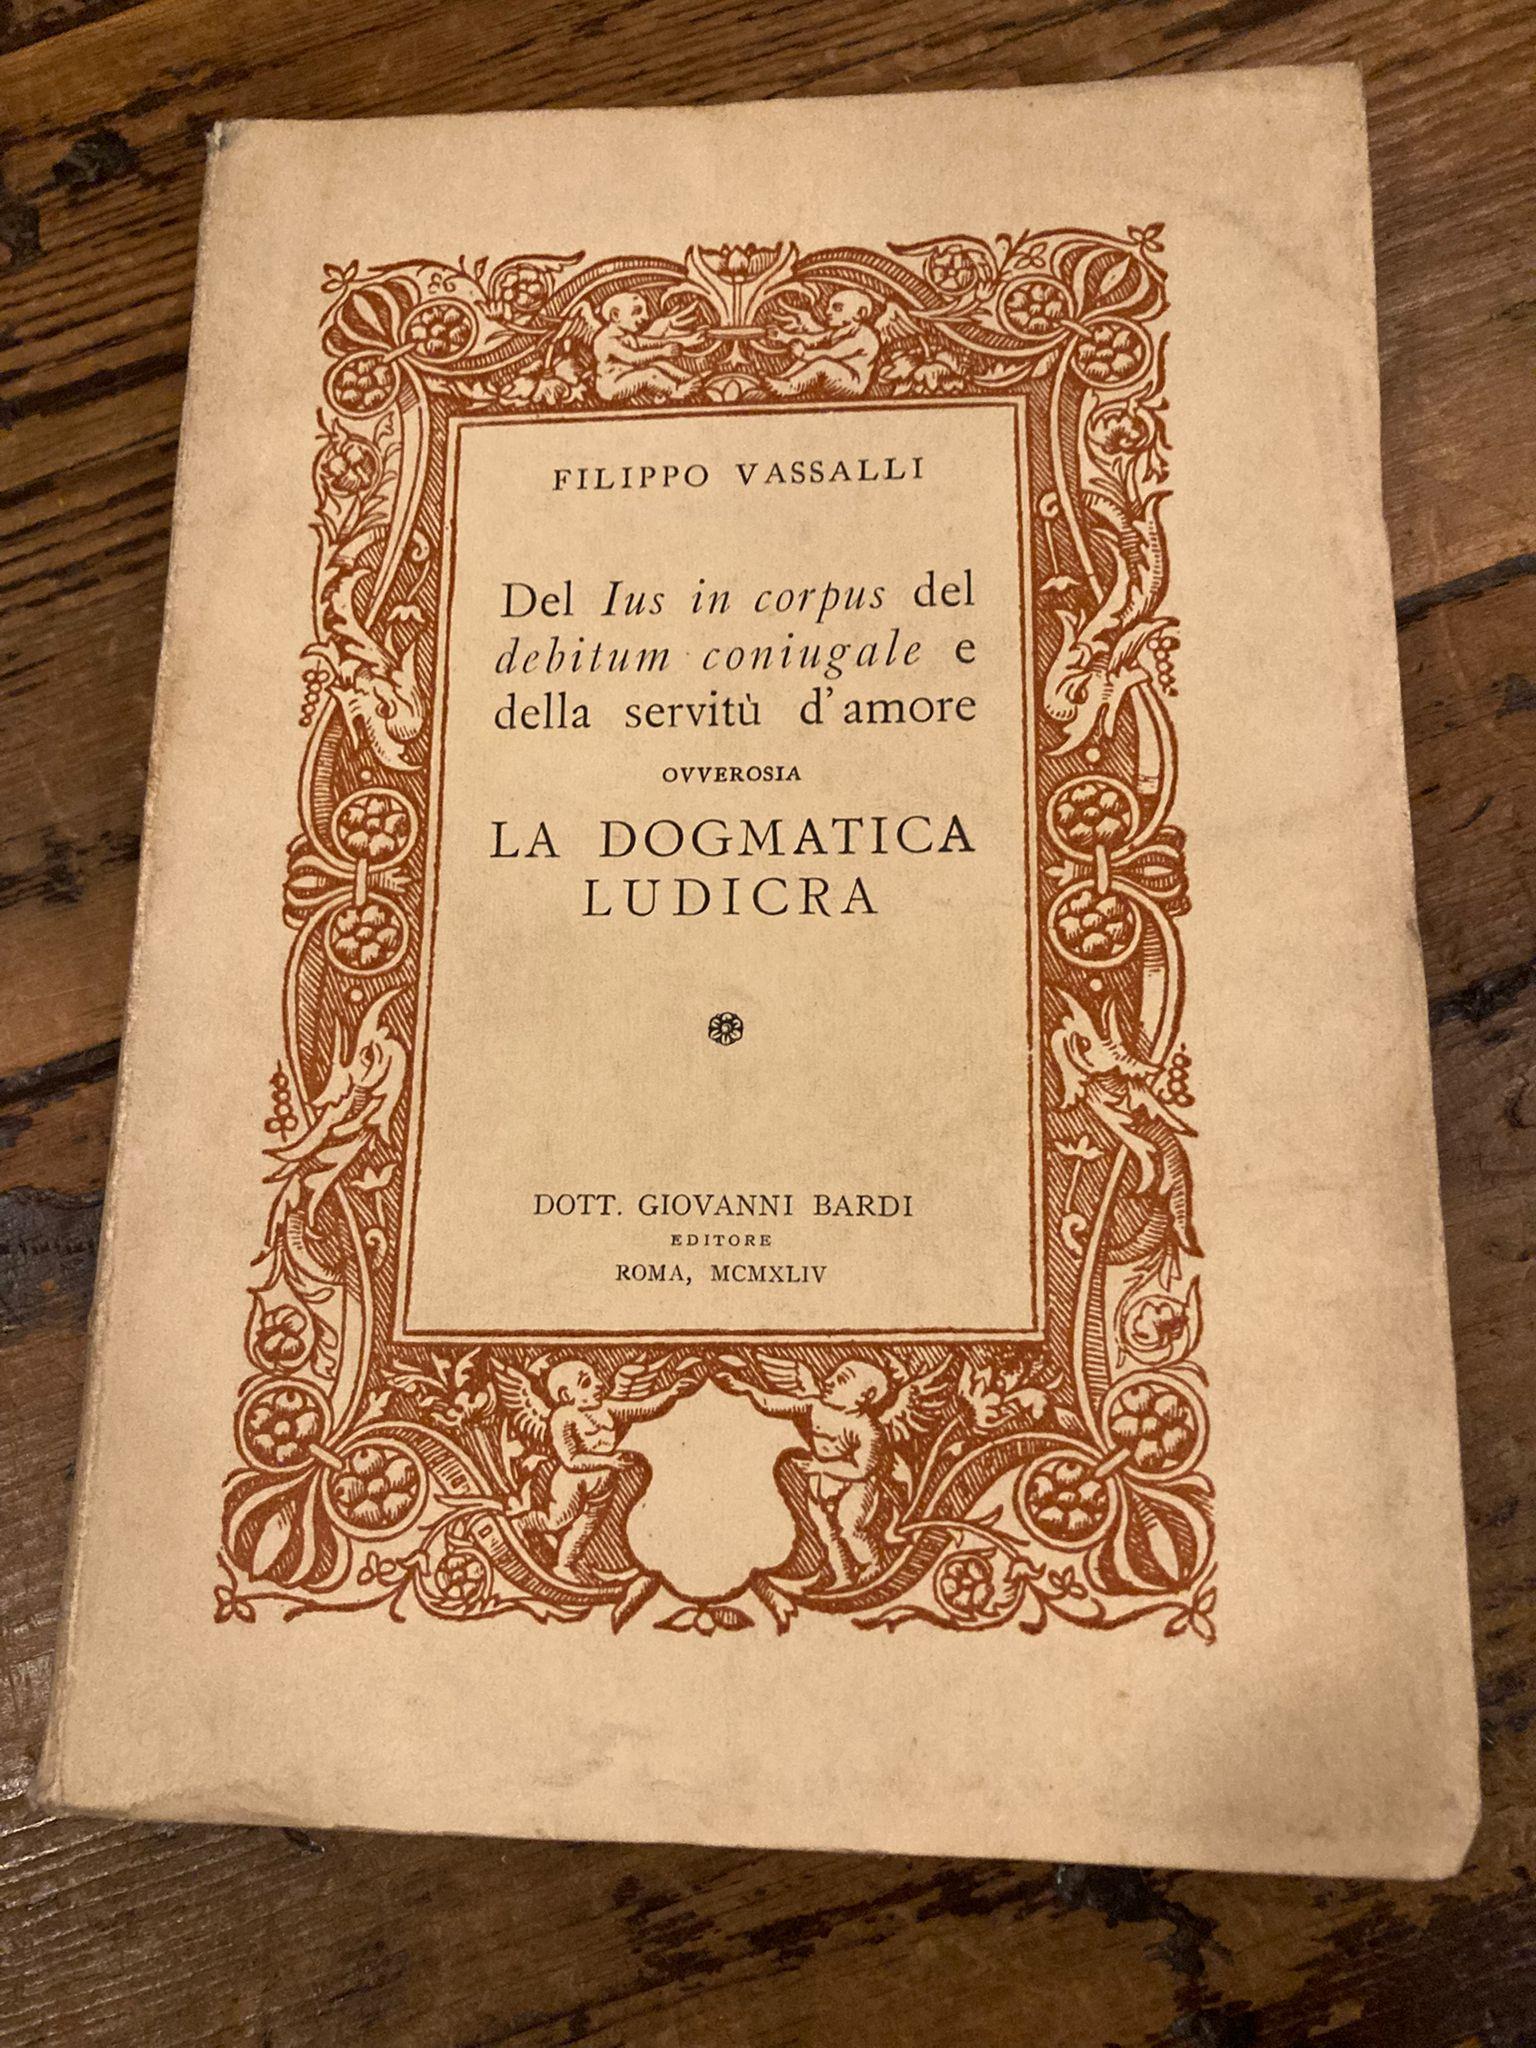 FILIPPO VASSALLI
Del Ius in corpus del
debitum coniugale e
della servitù d'amore
OVVEROSIA
LA DOGMATICA
LUDICRA
DOTT. GIOVANNI BARDI
EDITORE
ROMA, MCMXLIV